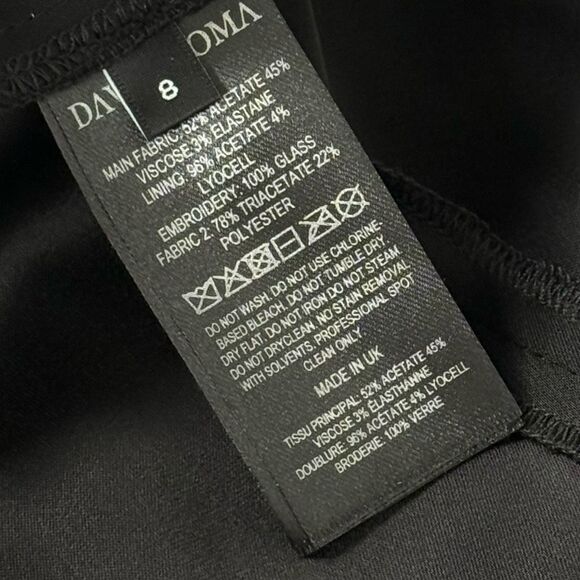 DAV OMA
8
MAIN FABRIC: 52% ACETATE 45%
VISCOSE 3% ELASTANE
LINING: 96% ACETATE 4%
LYOCELL
EMBROIDERY: 100% GLASS
FABRIC 2: 78% TRIACETATE 22%
POLYESTER
DO NOT WASH. DO NOT USE CHLORINE
BASED BLEACH. DO NOT TUMBLE DRY
DRY FLAT DO NOT IRON DO NOT STEAM
DO NOT DRYCLEAN. NO STAIN REMOVAL
WITH SOLVENTS. PROFESSIONAL SPOT
CLEAN ONLY
MADE IN UK
TISSU PRINCIPAL: 52% ACÉTATE 45%
VISCOSE 3% ÉLASTHANNE
DOUBLURE: 96% ACÉTATE 4% LYOCELL
BRODERIE: 100% VERRE